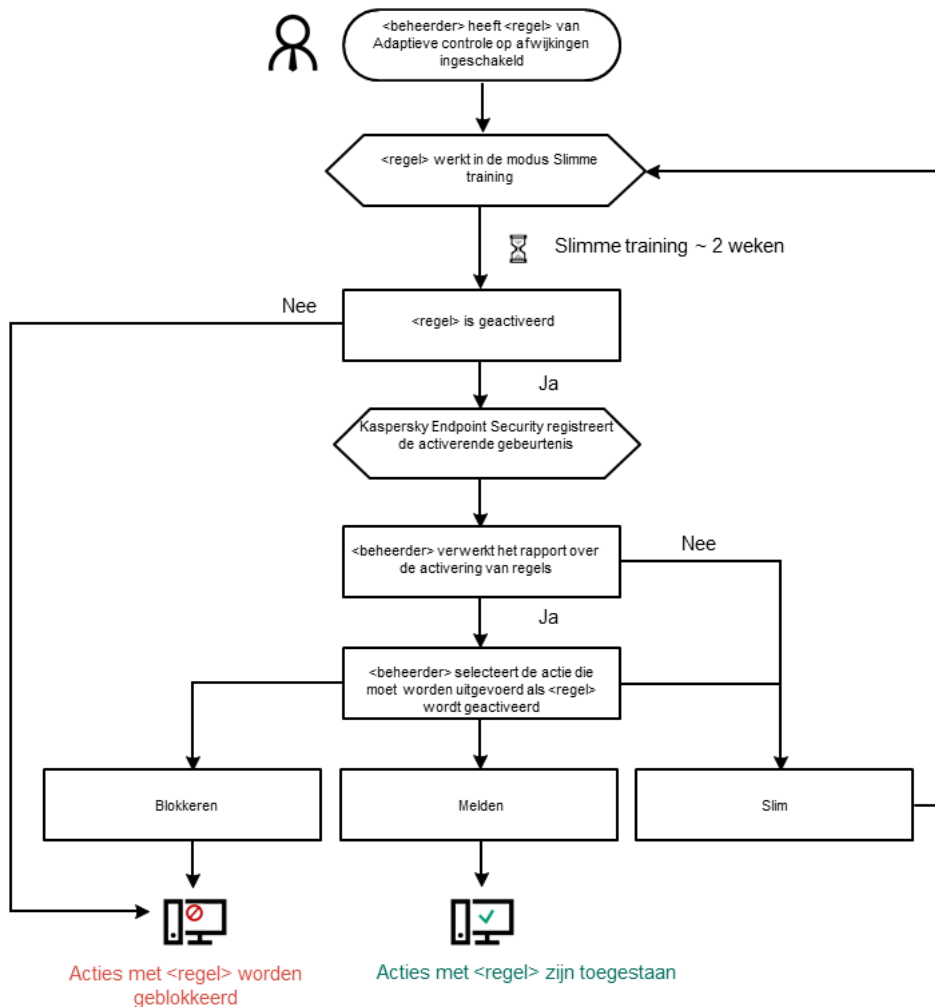 <beheerder> heeft <regel> van
Adaptieve controle op afwijkingen
ingeschakeld
<regel> werkt in de modus Slimme
training
Slimme training ~ 2 weken
Nee
<regel> is geactiveerd
Ja
Kaspersky Endpoint Security registreert
de activerende gebeurtenis
<beheerder> verwerkt het rapport over
de activering van regels
Nee
Ja
<beheerder> selecteert de actie die
moet worden uitgevoerd als <regel>
wordt geactiveerd
Blokkeren
Melden
Slim
Acties met <regel> worden
geblokkeerd
Acties met <regel> zijn toegestaan